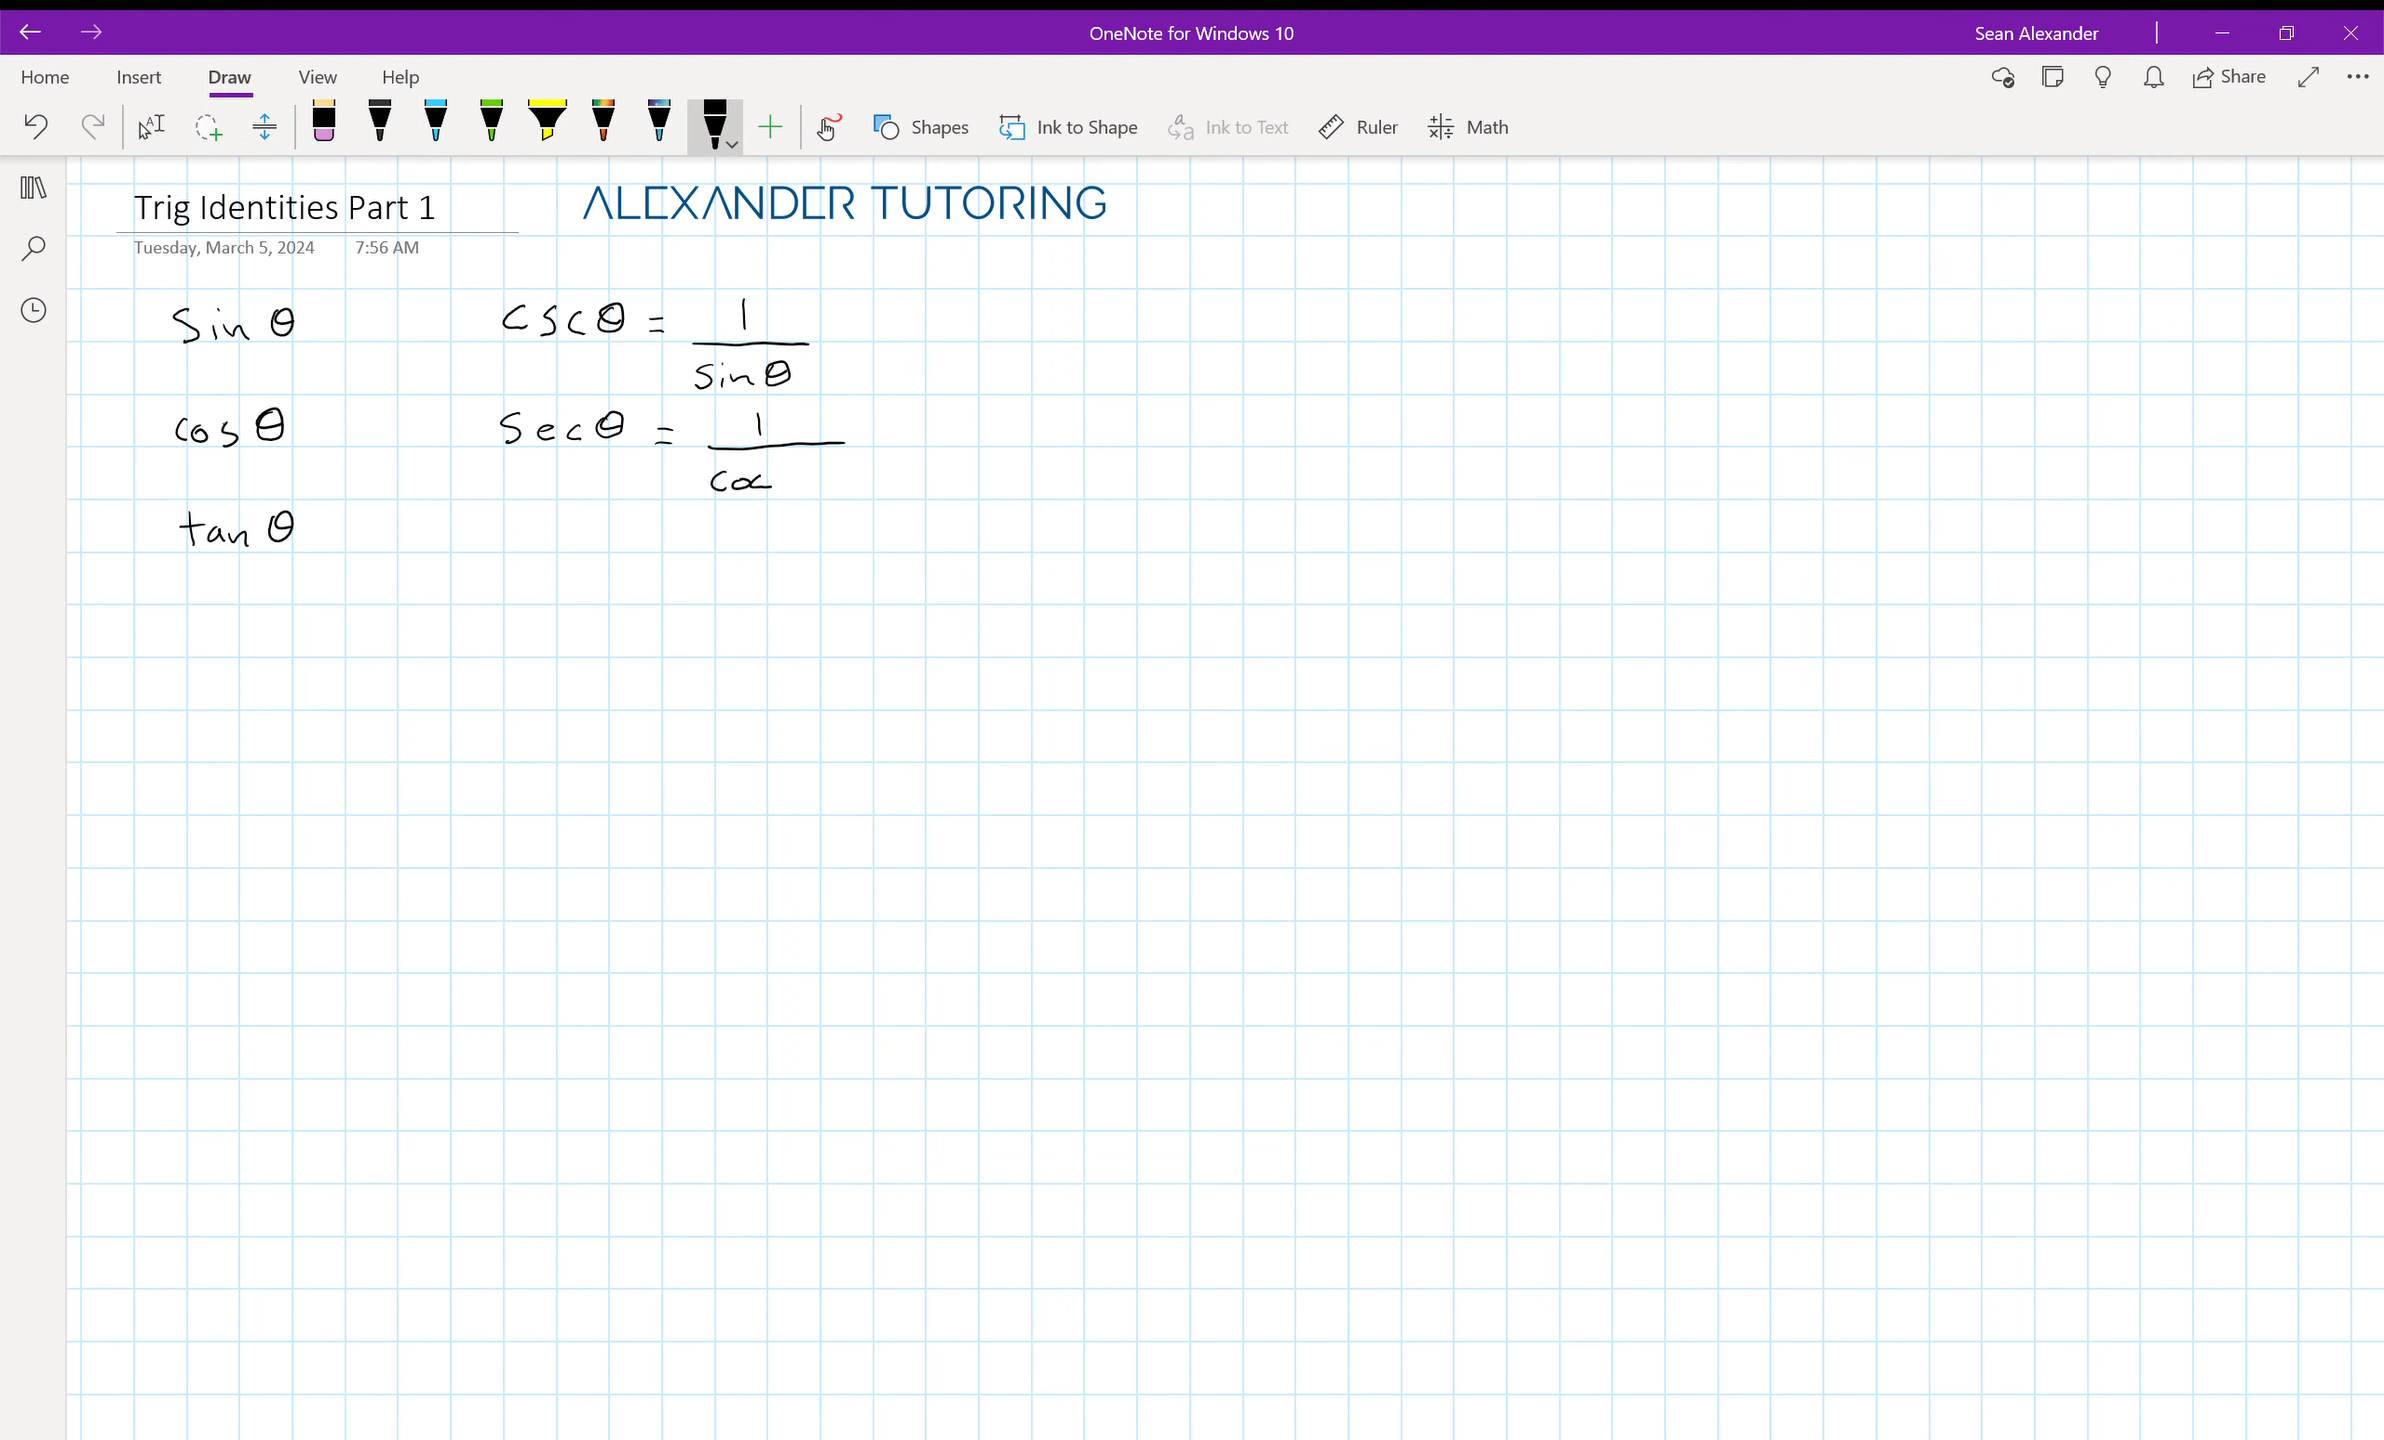 OneNote for Windows 10
Sean Alexander
Home Insert Draw View Help
Share
Shapes Ink to Shape Ink to Text Ruler Math
Trig Identities Part 1
ALEXANDER TUTORING
Tuesday, March 5, 2024 7:56 AM
sin θ
csc θ = 1
sin θ
cos θ
sec θ = 1
co
tan θ